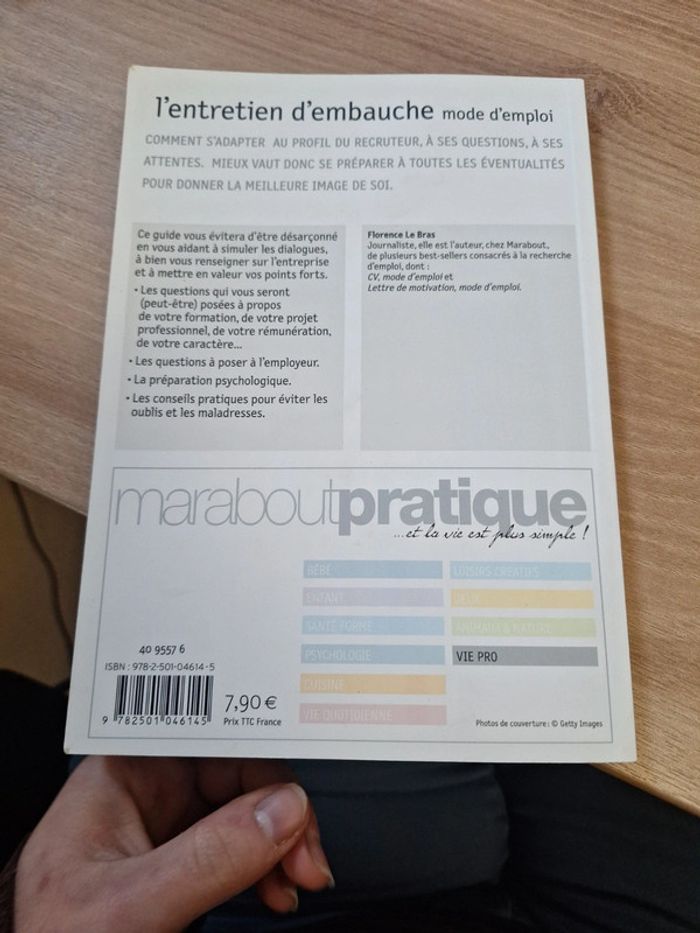 l'entretien d'embauche mode d'emploi
COMMENT S'ADAPTER AU PROFIL DU RECRUTEUR, À SES QUESTIONS, À SES
ATTENTES. MIEUX VAUT DONC SE PRÉPARER À TOUTES LES ÉVENTUALITÉS
POUR DONNER LA MEILLEURE IMAGE DE SOI.
Ce guide vous évitera d'être désarçonné
en vous aidant à simuler les dialogues,
à bien vous renseigner sur l'entreprise
et à mettre en valeur vos points forts.
• Les questions qui vous seront
(peut-être) posées à propos
de votre formation, de votre projet
professionnel, de votre rémunération,
de votre caractère...
• Les questions à poser à l'employeur.
• La préparation psychologique.
• Les conseils pratiques pour éviter les
oublis et les maladresses.
Florence Le Bras
Journaliste, elle est l'auteur, chez Marabout,
de plusieurs best-sellers consacrés à la recherche
d'emploi, dont :
CV, mode d'emploi et
Lettre de motivation, mode d'emploi.
maraboutpratique
...et la vie est plus simple !
BÉBÉ
ENFANT
SANTÉ FORME
PSYCHOLOGIE
CUISINE
VIE QUOTIDIENNE
LOISIRS CRÉATIFS
JEUX
ANIMAUX & NATURE
VIE PRO
40 9557 6
ISBN : 978-2-501-04614-5
9 782501 046145
7,90 €
Prix TTC France
Photos de couverture : © Getty Images